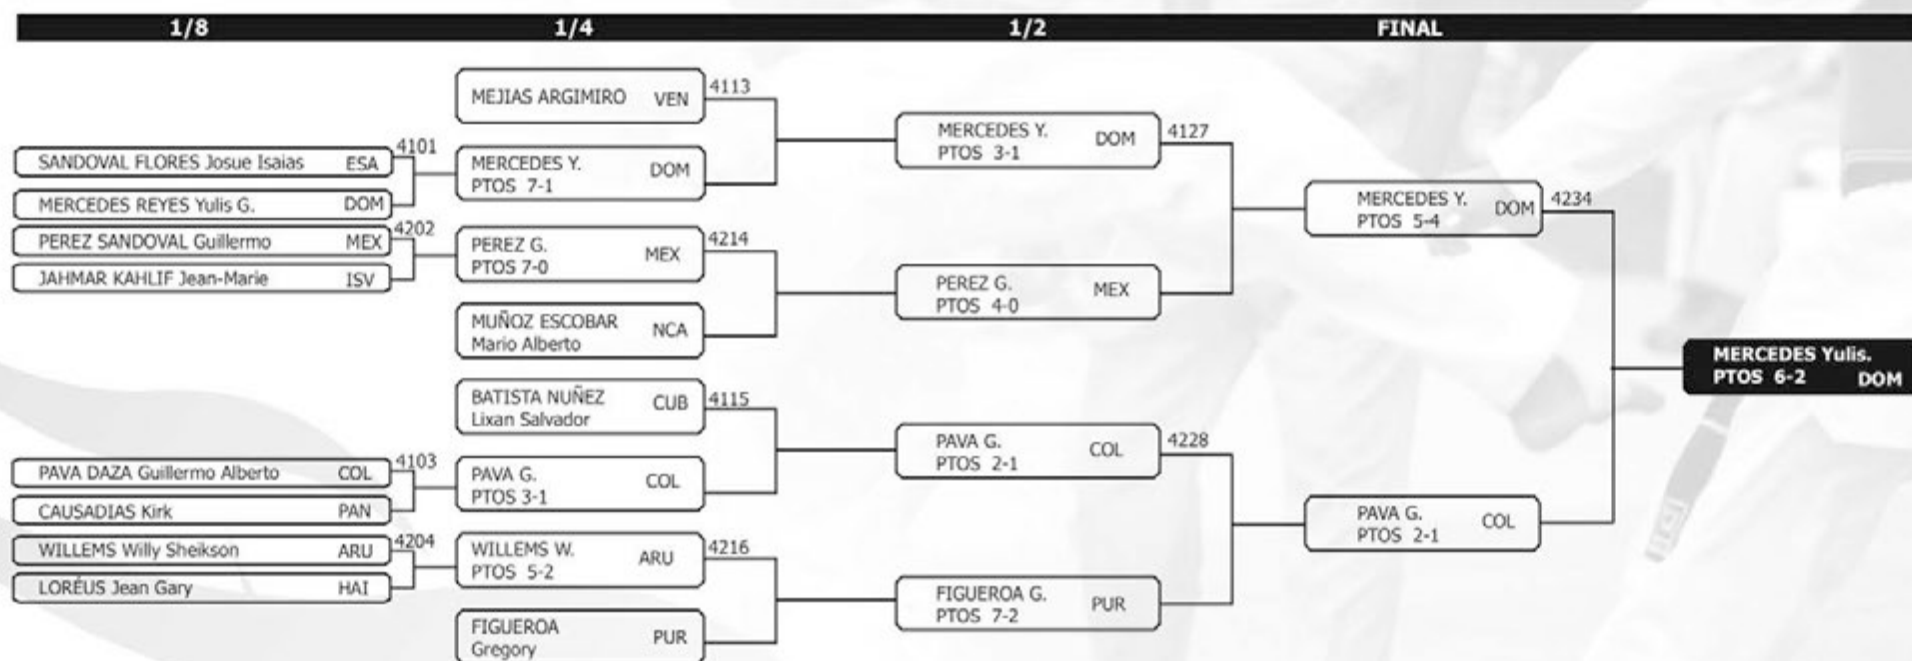 1/8 1/4 1/2 FINAL
SANDOVAL FLORES Josue Isaias ESA
4101
MERCEDES REYES Yulis G. DOM
PEREZ SANDOVAL Guillermo MEX
4202
JAHMAR KAHLIF Jean-Marie ISV
PAVA DAZA Guillermo Alberto COL
4103
CAUSADIAS Kirk PAN
WILLEMS Willy Sheikson ARU
4204
LORÉUS Jean Gary HAI
MEJIAS ARGIMIRO VEN
4113
MERCEDES Y. DOM
PTOS 7-1
PEREZ G. MEX
PTOS 7-0
4214
MUÑOZ ESCOBAR NCA
Mario Alberto
BATISTA NUÑEZ CUB
Lixan Salvador
4115
PAVA G. COL
PTOS 3-1
WILLEMS W. ARU
PTOS 5-2
4216
FIGUEROA PUR
Gregory
MERCEDES Y. DOM
PTOS 3-1
4127
PEREZ G. MEX
PTOS 4-0
PAVA G. COL
PTOS 2-1
4228
FIGUEROA G. PUR
PTOS 7-2
MERCEDES Y. DOM
PTOS 5-4
4234
PAVA G. COL
PTOS 2-1
MERCEDES Yulis.
PTOS 6-2 DOM